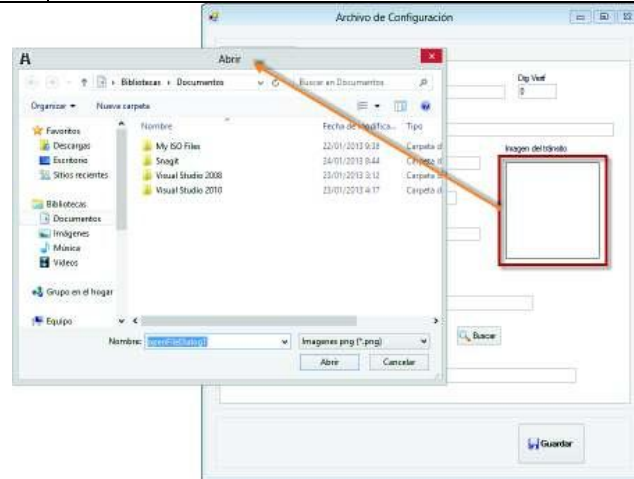 Archivo de Configuración
Abrir
Bibliotecas Documentos
Buscar en Documentos
Organizar Nueva carpeta
Nombre Fecha de modifica... Tipo
Favoritos
Descargas
Escritorio
Sitios recientes
Bibliotecas
Documentos
Imágenes
Música
Vídeos
Grupo en el hogar
Equipo
My ISO Files 22/01/2013 9:38 Carpeta d
Snagit 24/01/2013 8:44 Carpeta d
Visual Studio 2008 23/01/2013 3:12 Carpeta
Visual Studio 2010 23/01/2013 4:17 Carpeta d
Nombre: openFileDialog1 Imagenes png (*.png)
Abrir Cancelar
Dig Verif
0
Imagen del tránsito
Buscar
Guardar